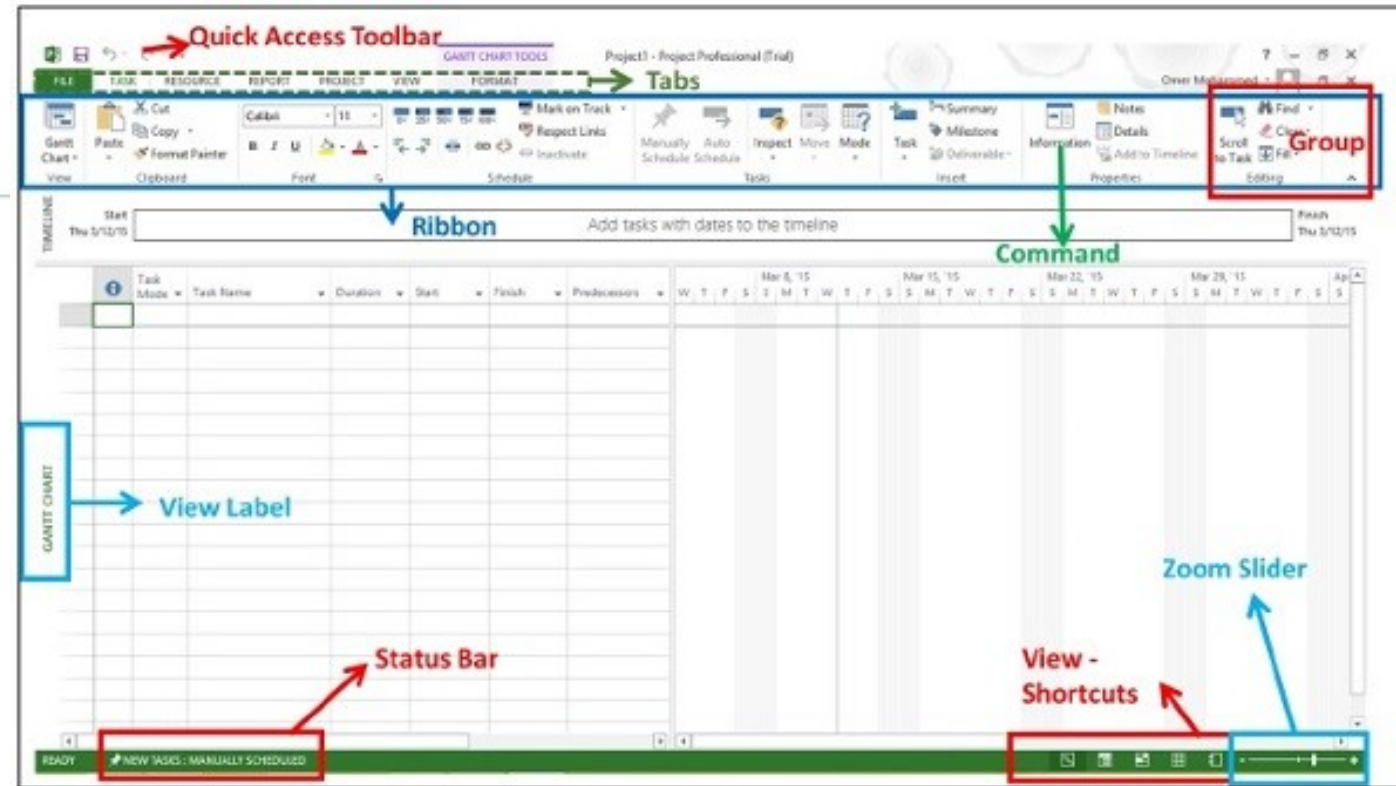 Quick Access Toolbar
GANTT CHART TOOLS
Project1 - Project Professional (Trial)
? – X
FILE TASK RESOURCE REPORT PROJECT VIEW FORMAT
Tabs
Omer Mohammed
Gantt Chart
Paste
Cut
Copy
Format Painter
Calibri 11
B I U
Mark on Track
Respect Links
Inactivate
Manually Schedule
Auto Schedule
Inspect
Move
Mode
Task
Summary
Milestone
Deliverable
Information
Notes
Details
Add to Timeline
Scroll to Task
Find
Fill
Group
View Clipboard Font Schedule Tasks Insert Properties Editing
TIMELINE
Start
Thu 3/12/15
Ribbon
Add tasks with dates to the timeline
Finish
Thu 3/12/15
Command
Mar 8, '15 Mar 15, '15 Mar 22, '15 Mar 29, '15
Task Mode Task Name Duration Start Finish Predecessors
W T F S S M T W T F S S M T W T F S S M T W T F S S M T W T F S S
GANTT CHART
View Label
Zoom Slider
Status Bar
View -
Shortcuts
READY NEW TASKS : MANUALLY SCHEDULED